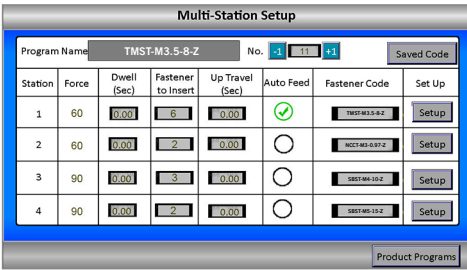 Multi-Station Setup
Program Name TMST-M3.5-8-Z No. -1 11 +1 Saved Code
Station Force Dwell (Sec) Fastener to Insert Up Travel (Sec) Auto Feed Fastener Code Set Up
1 60 0.00 6 0.00 TMST-M3.5-8-Z Setup
2 60 0.00 2 0.00 NCCT-M3-0.97-Z Setup
3 90 0.00 3 0.00 SBST-M4-10-Z Setup
4 90 0.00 2 0.00 SBST-M5-15-Z Setup
Product Programs